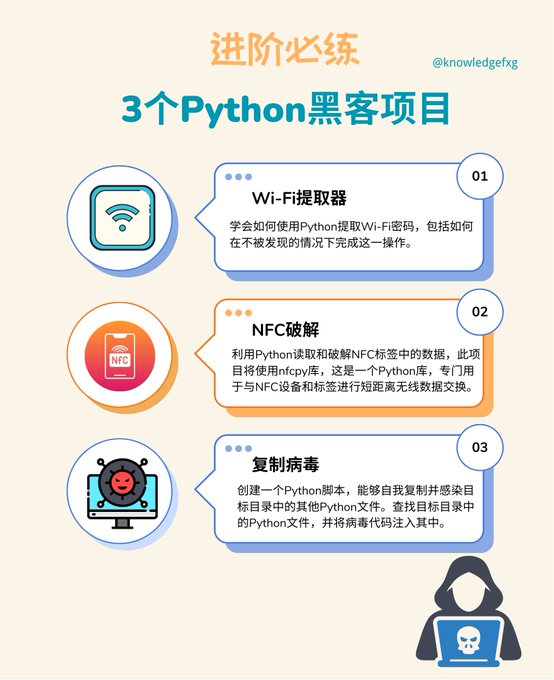 进阶必练
@knowledgefxg
3个Python黑客项目
01
Wi-Fi提取器
学会如何使用Python提取Wi-Fi密码，包括如何
在不被发现的情况下完成这一操作。
02
NFC破解
NFC
利用Python读取和破解NFC标签中的数据，此项
目将使用nfcpy库，这是一个Python库，专门用
于与NFC设备和标签进行短距离无线数据交换。
03
复制病毒
创建一个Python脚本，能够自我复制并感染目
标目录中的其他Python文件。查找目标目录中
的Python文件，并将病毒代码注入其中。